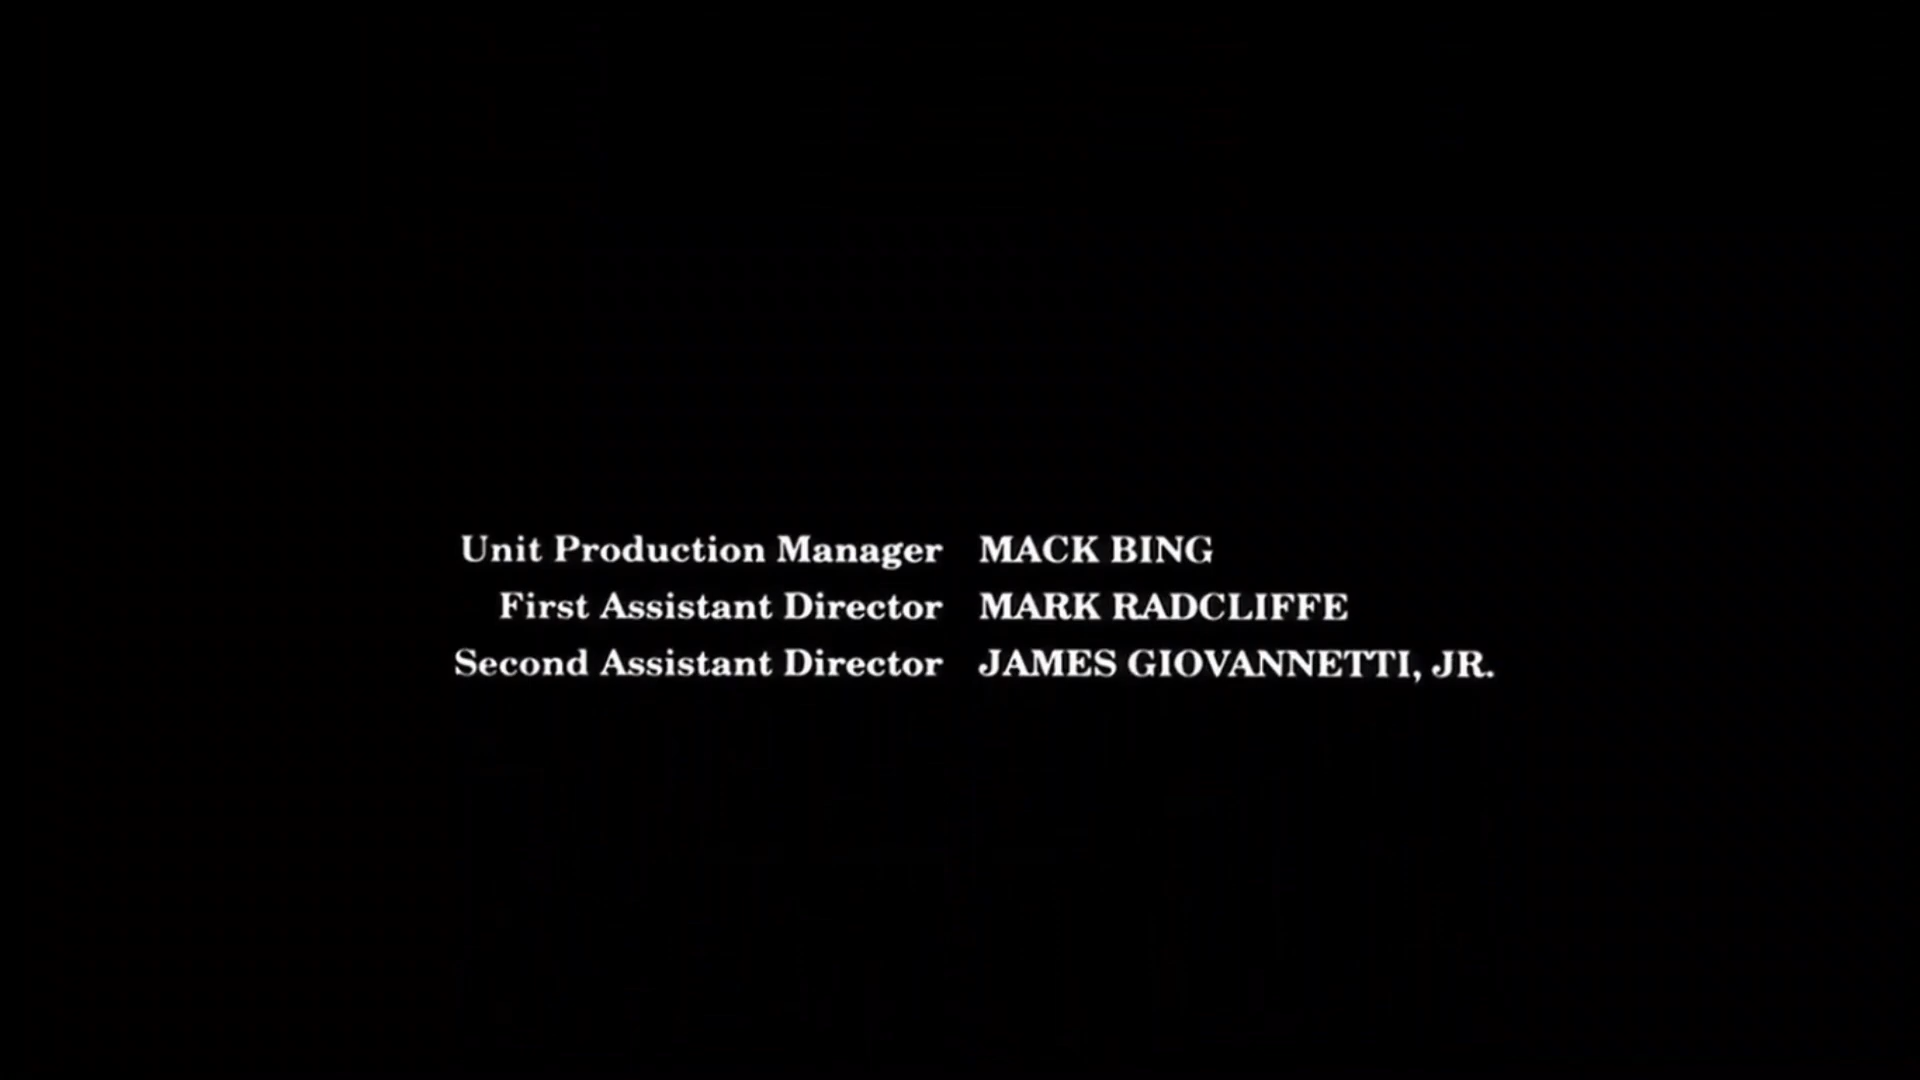 Unit Production Manager MACK BING
First Assistant Director MARK RADCLIFFE
Second Assistant Director JAMES GIOVANNETTI, JR.